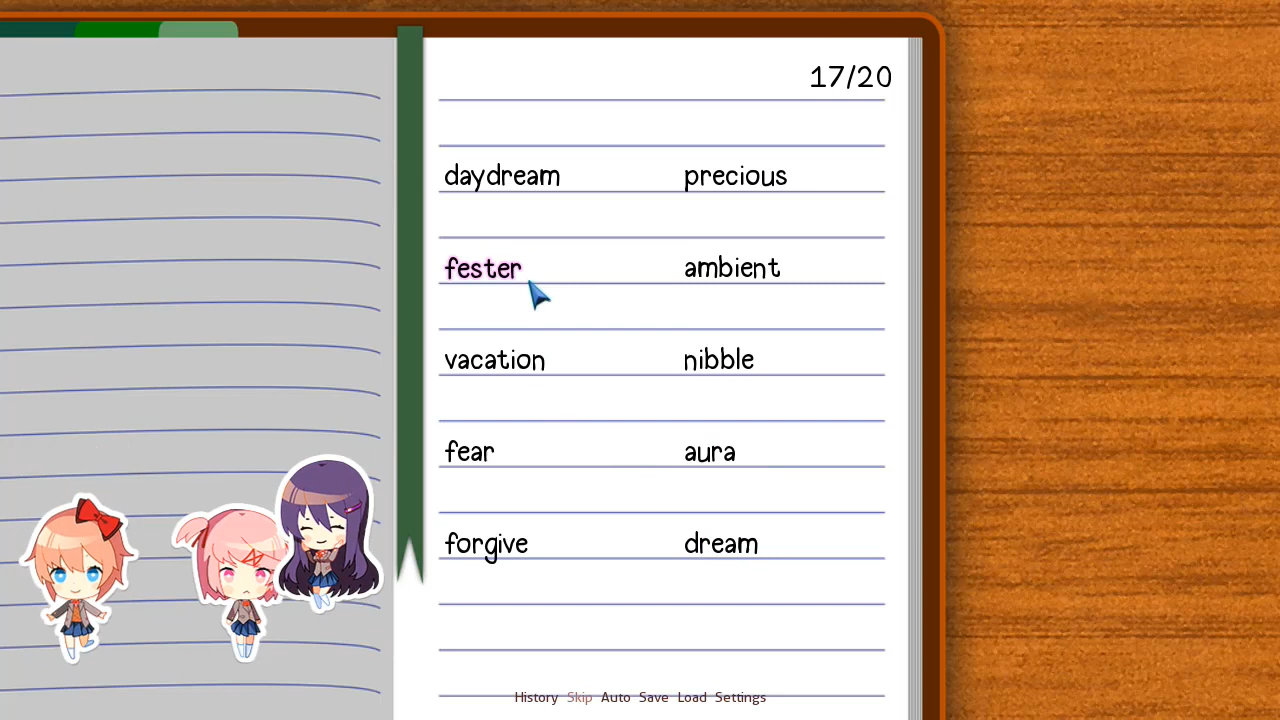 17/20
daydream precious
fester ambient
vacation nibble
fear aura
forgive dream
History Skip Auto Save Load Settings